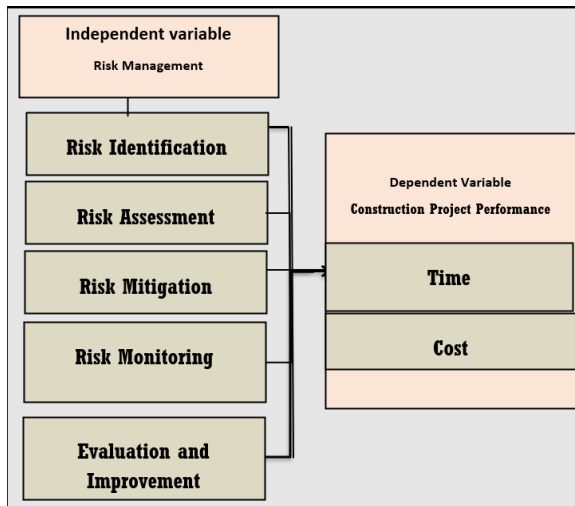 Independent variable
Risk Management
Risk Identification
Risk Assessment
Risk Mitigation
Risk Monitoring
Evaluation and
Improvement
Dependent Variable
Construction Project Performance
Time
Cost